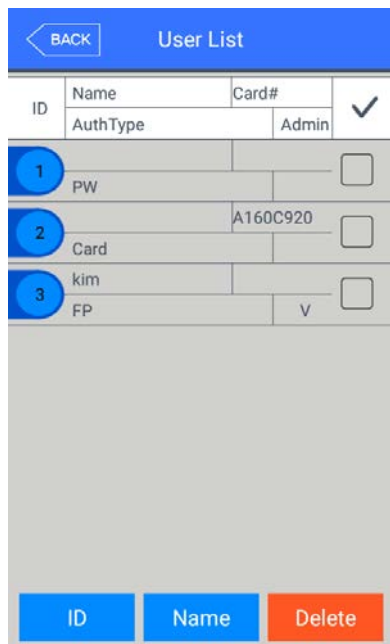 BACK User List
ID Name Card#
AuthType Admin
1
PW
2 A160C920
Card
3 kim
FP V
ID Name Delete